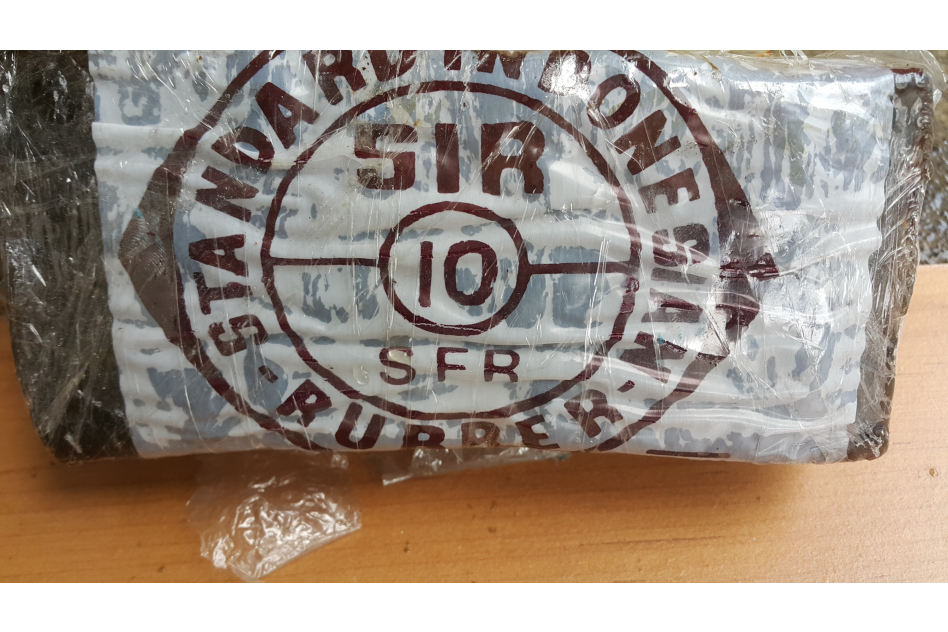 STANDARD INDONESIAN
SIR
10
SFR
· RUBBER ·